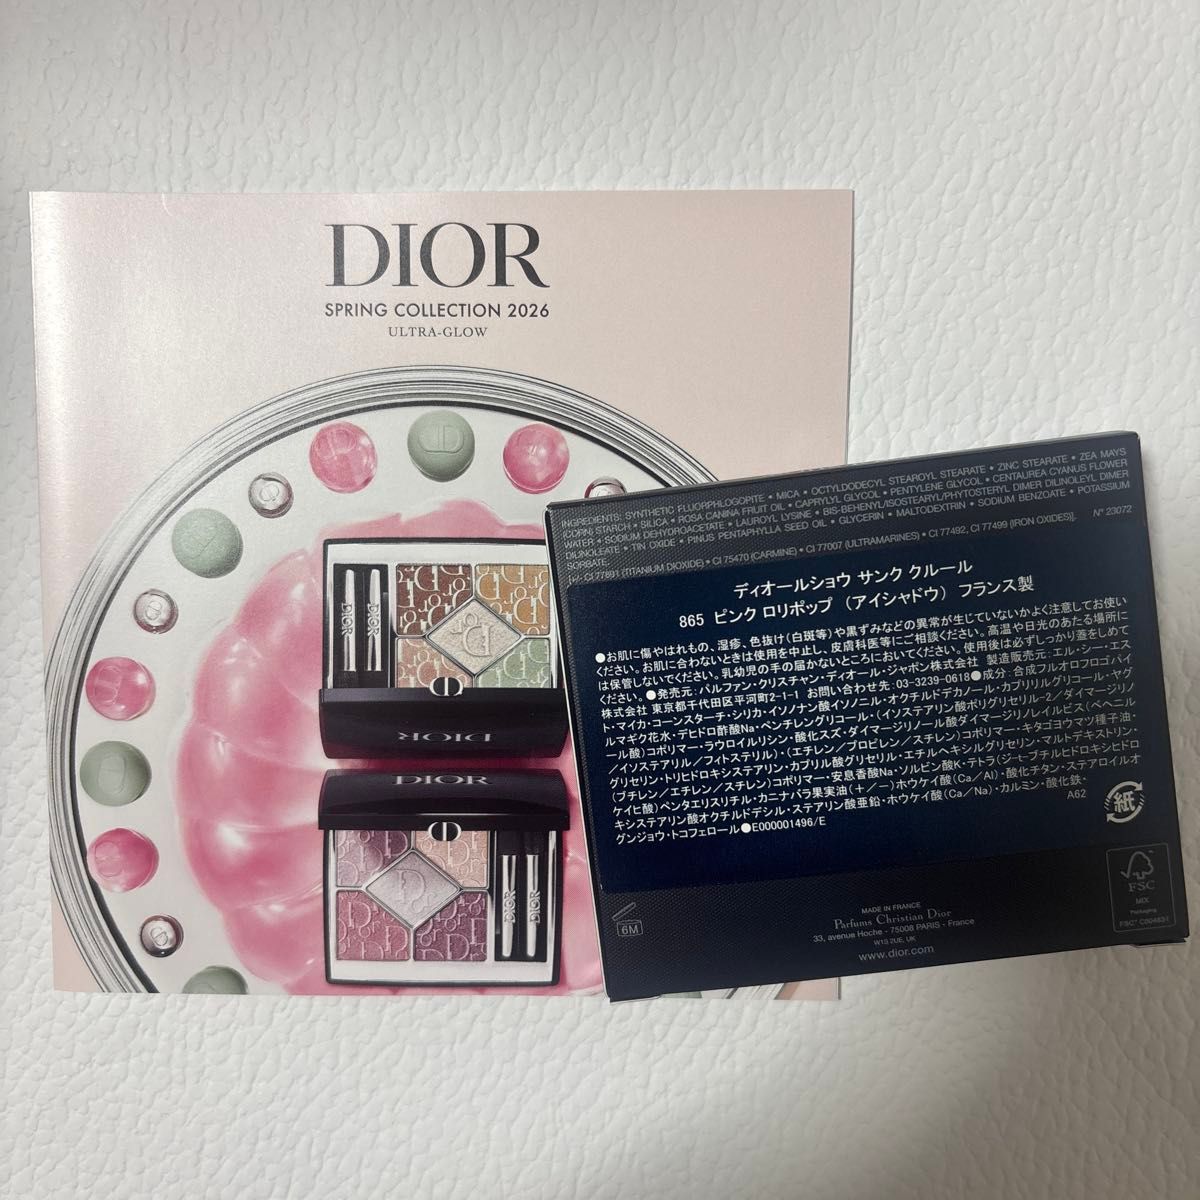 DIOR
SPRING COLLECTION 2026
ULTRA-GLOW
DIOR
DIOR
DIOR
DIOR
DIOR
INGREDIENTS: SYNTHETIC FLUORPHLOGOPITE • MICA • OCTYLDODECYL STEAROYL STEARATE • ZINC STEARATE • ZEA MAYS
(CORN) STARCH • SILICA • ROSA CANINA FRUIT OIL • CAPRYLYL GLYCOL • PENTYLENE GLYCOL • CENTAUREA CYANUS FLOWER
WATER • SODIUM DEHYDROACETATE • LAUROYL LYSINE • BIS-BEHENYL/ISOSTEARYL/PHYTOSTERYL DIMER DILINOLEYL DIMER
DILINOLEATE • TIN OXIDE • PINUS PENTAPHYLLA SEED OIL • GLYCERIN • MALTODEXTRIN • SODIUM BENZOATE • POTASSIUM
SORBATE.
[+/- CI 77891 (TITANIUM DIOXIDE) • CI 75470 (CARMINE) • CI 77007 (ULTRAMARINES) • CI 77492, CI 77499 (IRON OXIDES)]. N° 23072
ディオールショウ サンク クルール
865 ピンク ロリポップ (アイシャドウ) フランス製
●お肌に傷やはれもの、湿疹、色抜け(白斑等)や黒ずみなどの異常が生じていないかよく注意してお使い
ください。お肌に合わないときは使用を中止し、皮膚科医等にご相談ください。高温や日光のあたる場所に
は保管しないでください。乳幼児の手の届かないところにおいてください。使用後は必ずしっかり蓋をしめて
ください。●発売元:パルファン・クリスチャン・ディオール・ジャポン株式会社 製造販売元:エル・シー・エス
株式会社 東京都千代田区平河町2-1-1 お問い合わせ先:03-3239-0618●成分:合成フルオロフロゴパイ
ト・マイカ・コーンスターチ・シリカ・イソノナン酸イソノニル・オクチルドデカノール・カプリリルグリコール・ヤグ
ルマギク花水・デヒドロ酢酸Na・ペンチレングリコール・(イソステアリン酸ポリグリセリル-2/ダイマージリノ
ール酸)コポリマー・ラウロイルリシン・酸化スズ・ダイマージリノール酸ダイマージリノレイルビス(ベヘニル
/イソステアリル/フィトステリル)・(エチレン/プロピレン/スチレン)コポリマー・キタゴヨウマツ種子油・
グリセリン・トリヒドロキシステアリン・カプリル酸グリセリル・エチルヘキシルグリセリン・マルトデキストリン・
(ブチレン/エチレン/スチレン)コポリマー・安息香酸Na・ソルビン酸K・テトラ(ジ-t-ブチルヒドロキシヒドロ
ケイヒ酸)ペンタエリスリチル・カニナバラ果実油(+/-)ホウケイ酸(Ca/Al)・酸化チタン・ステアロイルオ
キシステアリン酸オクチルドデシル・ステアリン酸亜鉛・ホウケイ酸(Ca/Na)・カルミン・酸化鉄・
グンジョウ・トコフェロール●E000001496/E A62
紙
6M
MADE IN FRANCE
Parfums Christian Dior
33, avenue Hoche - 75008 PARIS - France
W13 2UE, UK
www.dior.com
FSC
MIX
Packaging
FSC® C004631